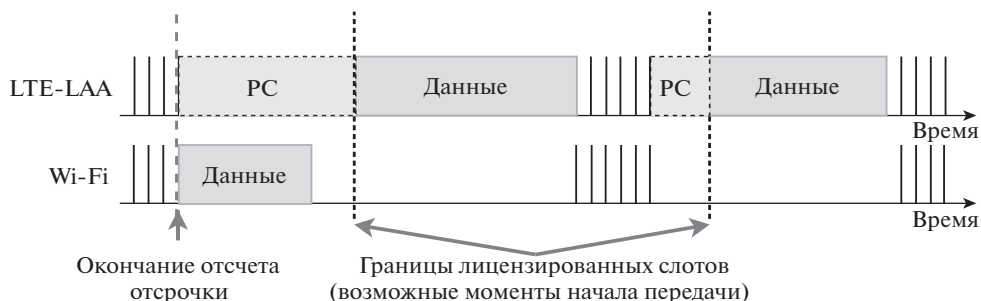 LTE-LAA
РС
Данные
РС
Данные
Время
Wi-Fi
Данные
Время
Окончание отсчета
отсрочки
Границы лицензированных слотов
(возможные моменты начала передачи)